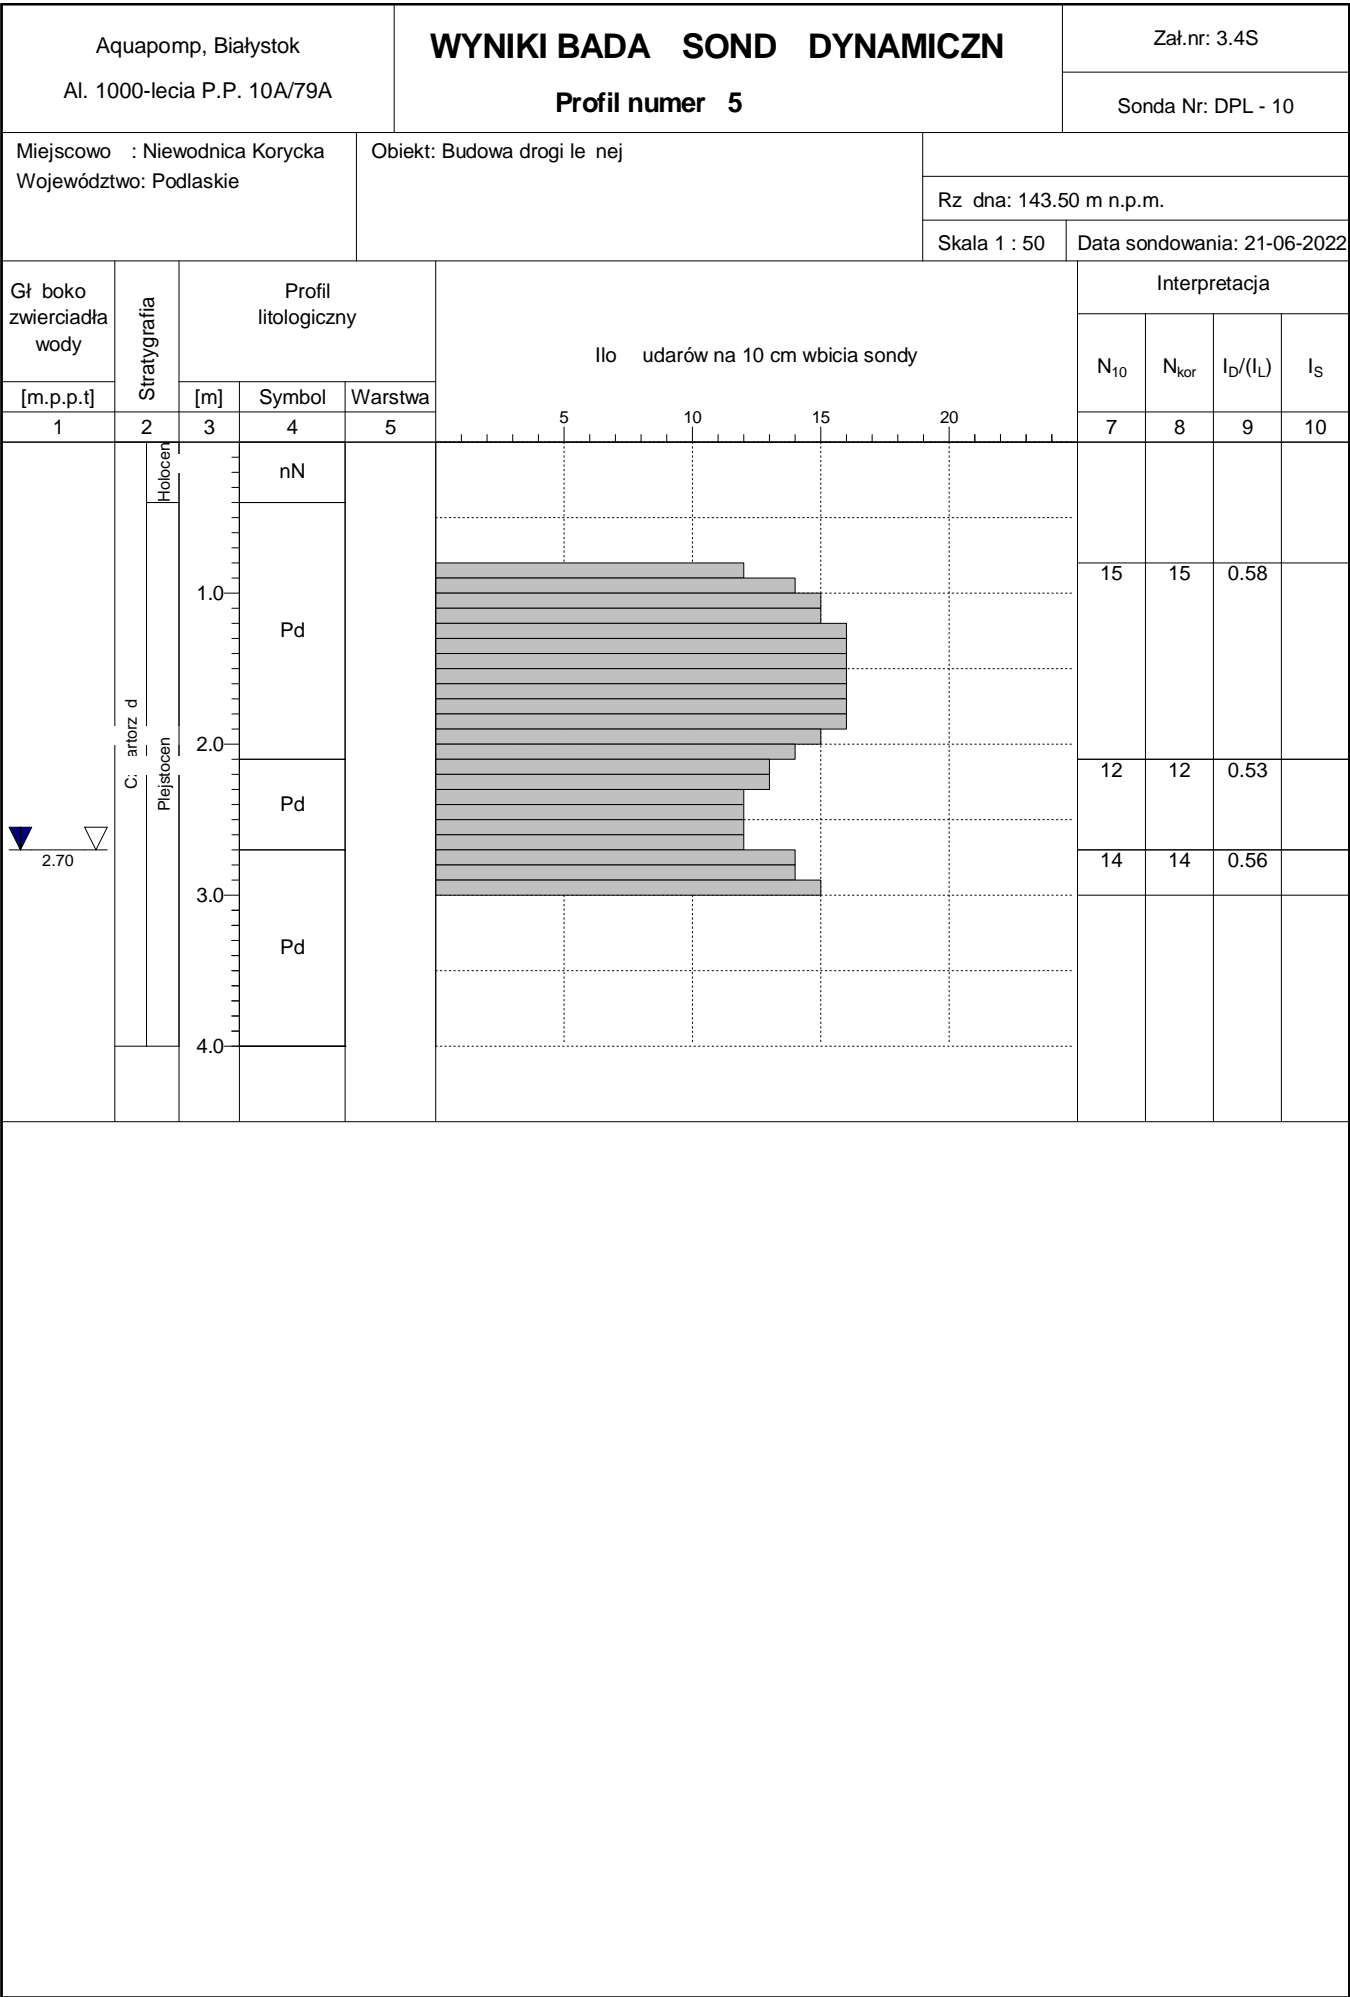 Aquapomp, Białystok
Al. 1000-lecia P.P. 10A/79A
WYNIKI BADA SOND DYNAMICZN
Profil numer 5
Zał.nr: 3.4S
Sonda Nr: DPL - 10
Miejscowo : Niewodnica Korycka
Województwo: Podlaskie
Obiekt: Budowa drogi le nej
Rz dna: 143.50 m n.p.m.
Skala 1 : 50
Data sondowania: 21-06-2022
Gł boko
zwierciadła
wody
[m.p.p.t]
Stratygrafia
Profil
litologiczny
[m]
Symbol
Warstwa
Ilo udarów na 10 cm wbicia sondy
5 10 15 20
Interpretacja
N10
Nkor
ID/(IL)
IS
1 2 3 4 5 7 8 9 10
Holocen
nN
1.0
Pd
15 15 0.58
artorz d
Plejstocen
2.0
Pd
12 12 0.53
2.70
14 14 0.56
3.0
Pd
4.0